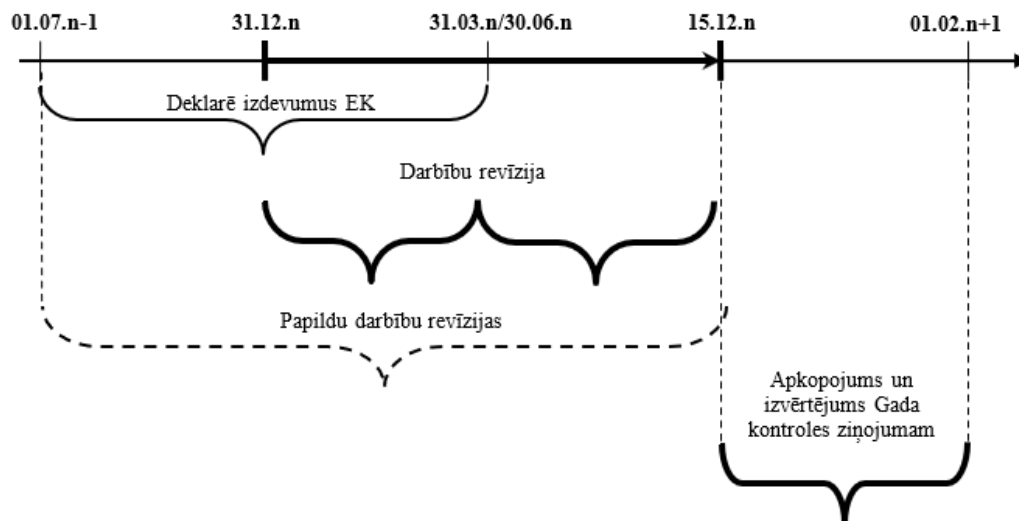 01.07.n-1 31.12.n 31.03.n/30.06.n 15.12.n 01.02.n+1
Deklarē izdevumus EK
Darbību revīzija
Papildu darbību revīzijas
Apkopojums un
izvērtējums Gada
kontroles ziņojumam